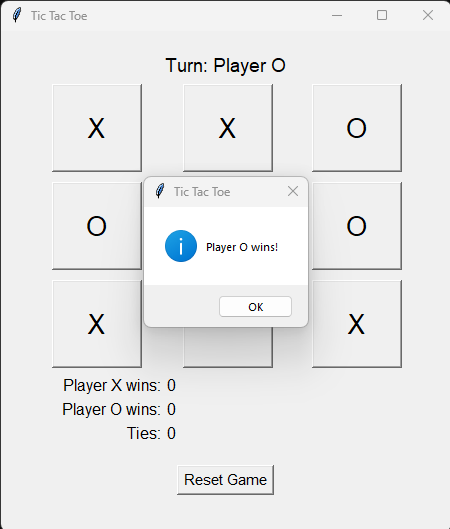 Tic Tac Toe
Turn: Player O
X X O
O O
Tic Tac Toe
Player O wins!
OK
X X
Player X wins: 0
Player O wins: 0
Ties: 0
Reset Game